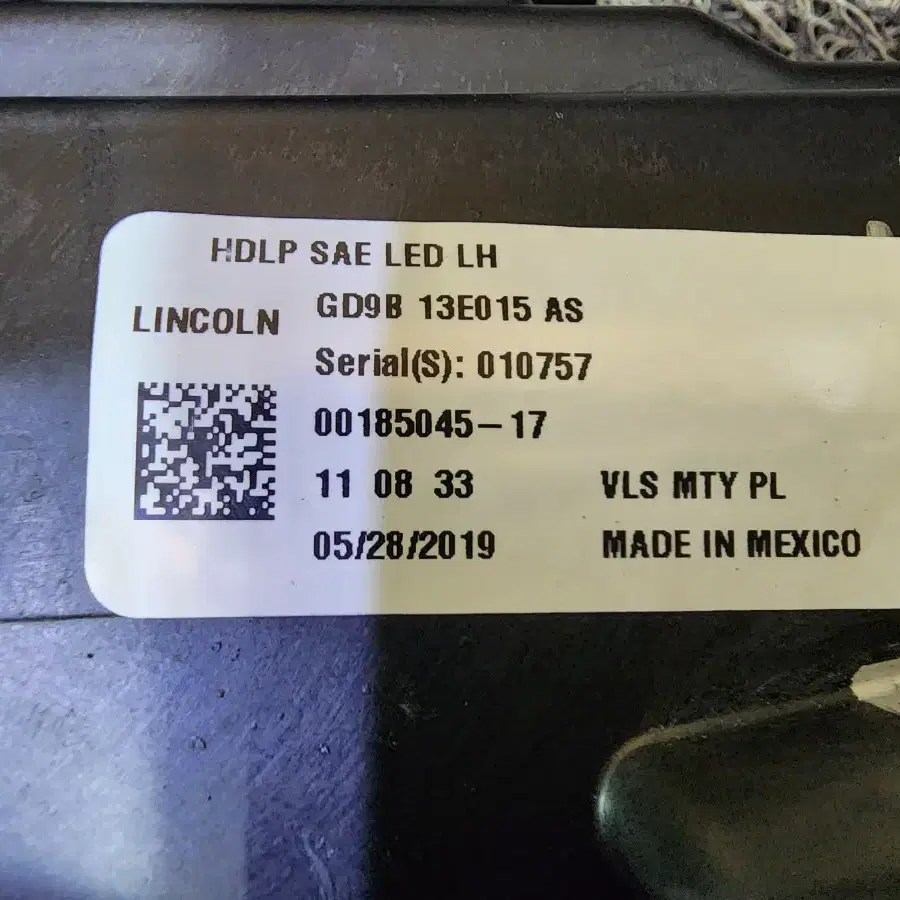 HDLP SAE LED LH
LINCOLN
GD9B 13E015 AS
Serial(S): 010757
00185045-17
11 08 33 VLS MTY PL
05/28/2019 MADE IN MEXICO